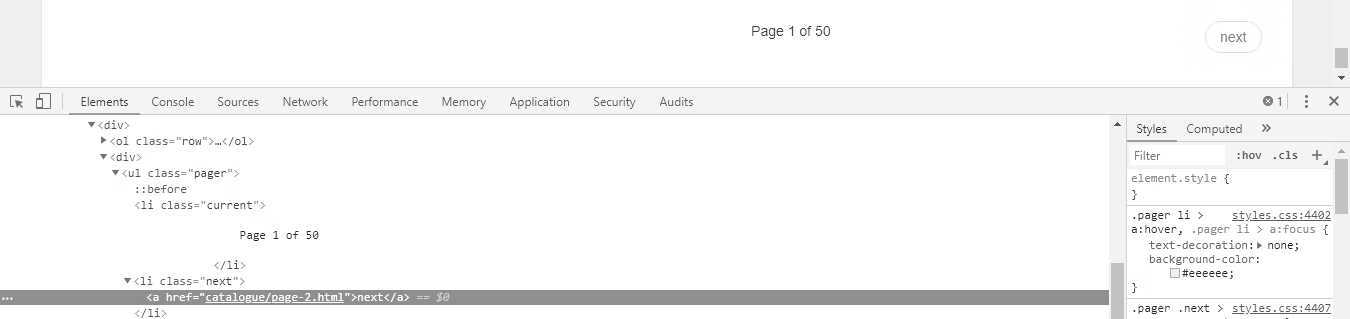 Page 1 of 50
next
Elements Console Sources Network Performance Memory Application Security Audits 1
<div>
<ol class="row">…</ol>
<div>
<ul class="pager">
::before
<li class="current">
Page 1 of 50
</li>
<li class="next">
… <a href="catalogue/page-2.html">next</a> == $0
</li>
Styles Computed »
Filter :hov .cls +
element.style {
}
.pager li > styles.css:4402
a:hover, .pager li > a:focus {
text-decoration: none;
background-color:
#eeeeee;
}
.pager .next > styles.css:4407